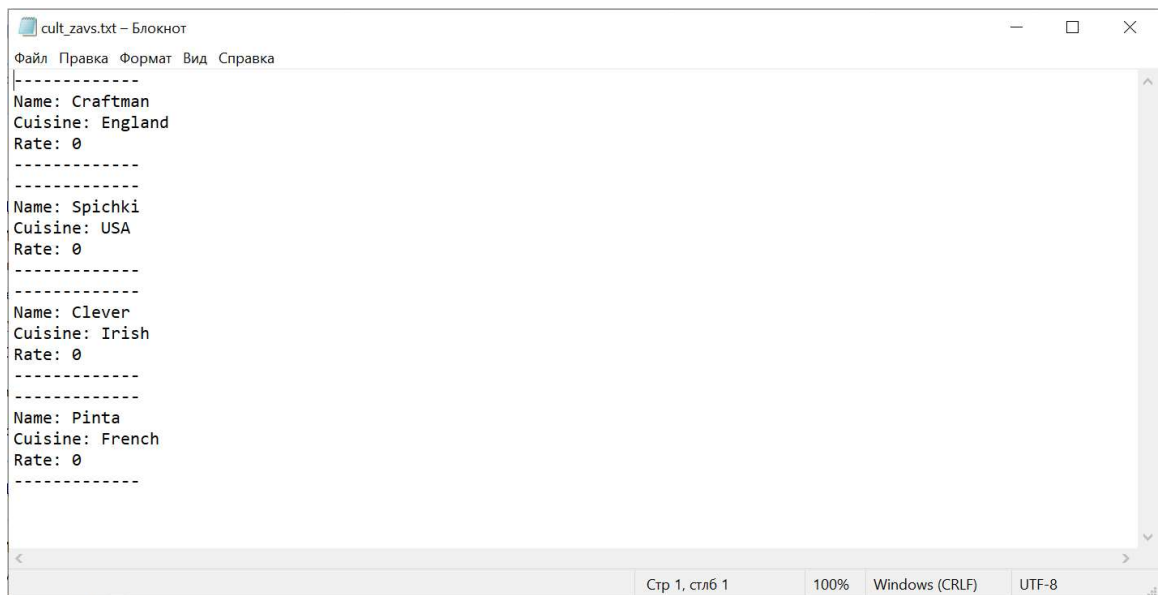 cult_zavs.txt – Блокнот
Файл Правка Формат Вид Справка
-------------
Name: Craftman
Cuisine: England
Rate: 0
-------------
-------------
Name: Spichki
Cuisine: USA
Rate: 0
-------------
-------------
Name: Clever
Cuisine: Irish
Rate: 0
-------------
-------------
Name: Pinta
Cuisine: French
Rate: 0
-------------
Стр 1, стлб 1 100% Windows (CRLF) UTF-8